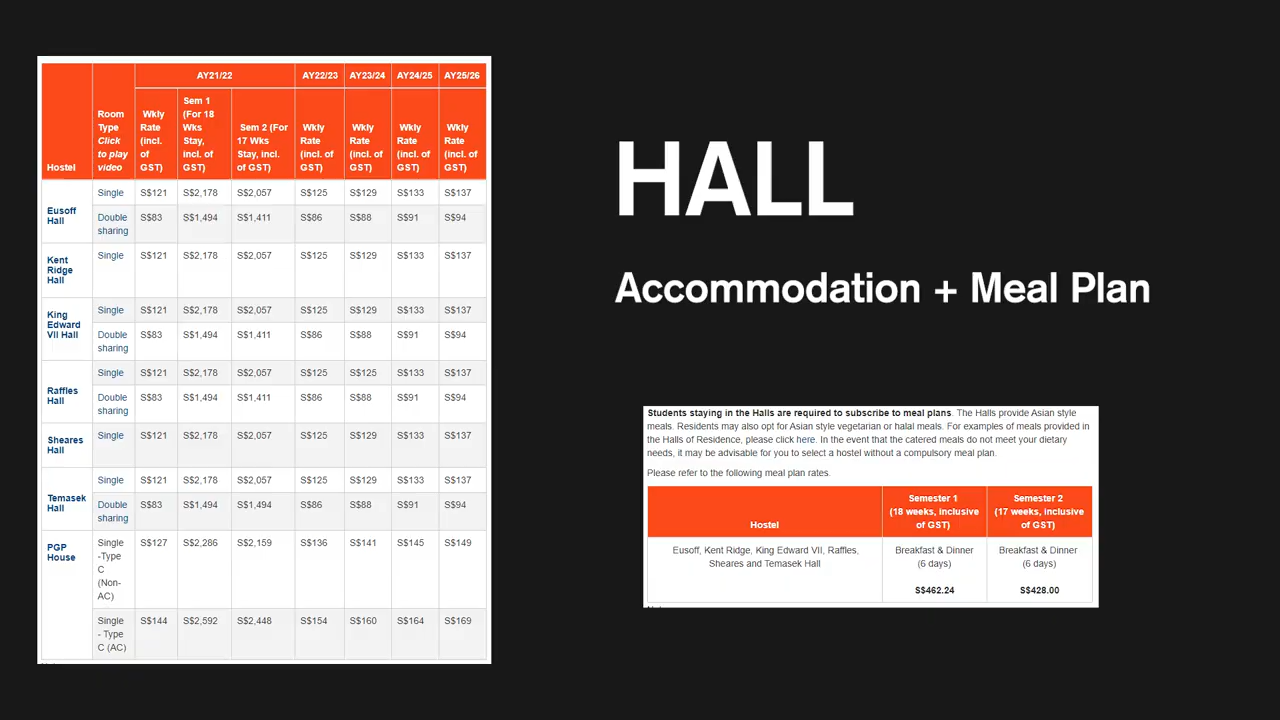 AY21/22 AY22/23 AY23/24 AY24/25 AY25/26
Hostel
Room
Type
Click
to play
video
Wkly
Rate
(incl.
of
GST)
Sem 1
(For 18
Wks
Stay,
incl. of
GST)
Sem 2 (For
17 Wks
Stay, incl.
of GST)
Wkly
Rate
(incl. of
GST)
Wkly
Rate
(incl. of
GST)
Wkly
Rate
(incl. of
GST)
Wkly
Rate
(incl. of
GST)
Eusoff
Hall
Single S$121 S$2,178 S$2,057 S$125 S$129 S$133 S$137
Double
sharing
S$83 S$1,494 S$1,411 S$86 S$88 S$91 S$94
Kent
Ridge
Hall
Single S$121 S$2,178 S$2,057 S$125 S$129 S$133 S$137
King
Edward
VII Hall
Single S$121 S$2,178 S$2,057 S$125 S$129 S$133 S$137
Double
sharing
S$83 S$1,494 S$1,411 S$86 S$88 S$91 S$94
Raffles
Hall
Single S$121 S$2,178 S$2,057 S$125 S$125 S$133 S$137
Double
sharing
S$83 S$1,494 S$1,411 S$86 S$88 S$91 S$94
Sheares
Hall
Single S$121 S$2,178 S$2,057 S$125 S$129 S$133 S$137
Temasek
Hall
Single S$121 S$2,178 S$2,057 S$125 S$129 S$133 S$137
Double
sharing
S$83 S$1,494 S$1,494 S$86 S$88 S$91 S$94
PGP
House
Single
-Type
C
(Non-
AC)
S$127 S$2,286 S$2,159 S$136 S$141 S$145 S$149
Single
- Type
C (AC)
S$144 S$2,592 S$2,448 S$154 S$160 S$164 S$169
HALL
Accommodation + Meal Plan
Students staying in the Halls are required to subscribe to meal plans. The Halls provide Asian style
meals. Residents may also opt for Asian style vegetarian or halal meals. For examples of meals provided in
the Halls of Residence, please click here. In the event that the catered meals do not meet your dietary
needs, it may be advisable for you to select a hostel without a compulsory meal plan.
Please refer to the following meal plan rates.
Hostel
Semester 1
(18 weeks, inclusive
of GST)
Semester 2
(17 weeks, inclusive
of GST)
Eusoff, Kent Ridge, King Edward VII, Raffles,
Sheares and Temasek Hall
Breakfast & Dinner
(6 days)
S$462.24
Breakfast & Dinner
(6 days)
S$428.00